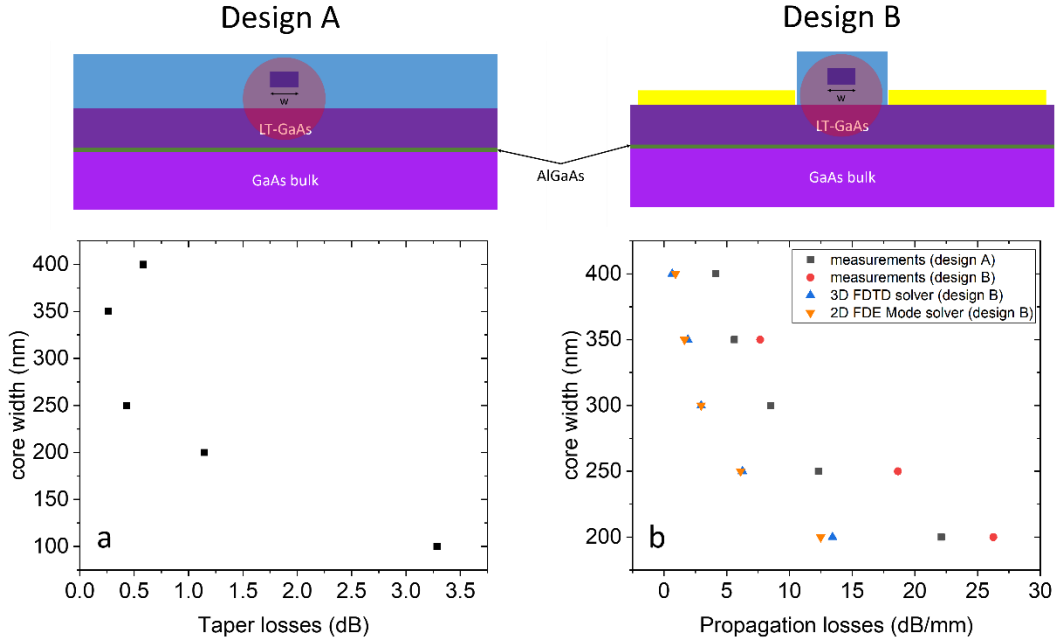 Design A
Design B
w
w
LT-GaAs
LT-GaAs
GaAs bulk
AlGaAs
GaAs bulk
400
350
300
250
200
150
100
core width (nm)
a
0.0 0.5 1.0 1.5 2.0 2.5 3.0 3.5
Taper losses (dB)
measurements (design A)
measurements (design B)
3D FDTD solver (design B)
2D FDE Mode solver (design B)
400
350
300
250
200
core width (nm)
b
0 5 10 15 20 25 30
Propagation losses (dB/mm)